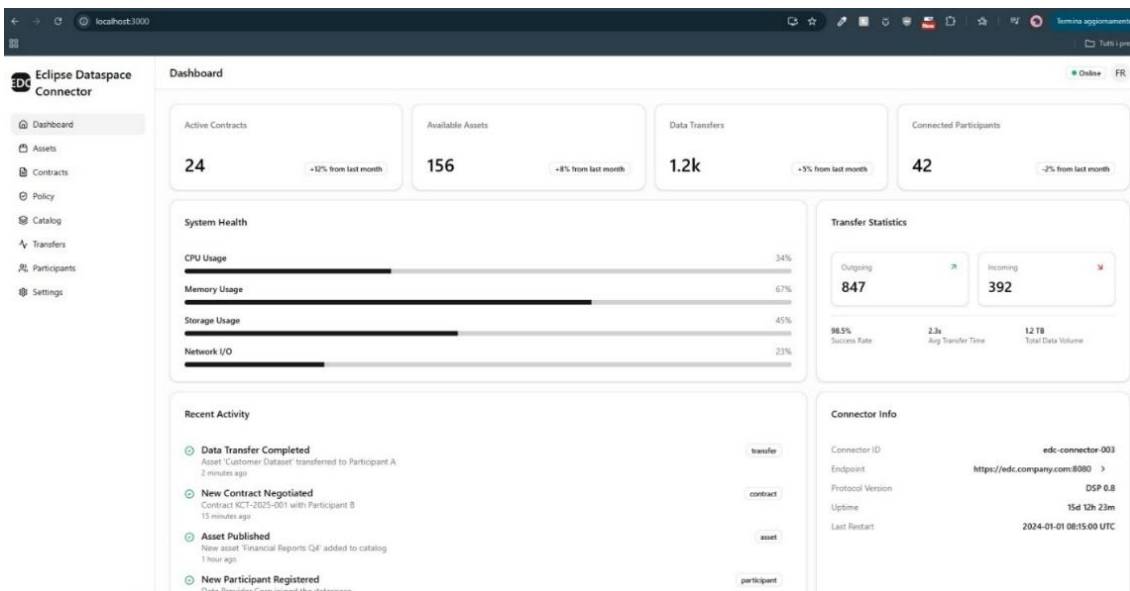 localhost:3000
Termina aggiornamento
Tutti i pre
EDC
Eclipse Dataspace
Connector
Dashboard
Assets
Contracts
Policy
Catalog
Transfers
Participants
Settings
Dashboard
Online FR
Active Contracts
24
+12% from last month
Available Assets
156
+8% from last month
Data Transfers
1.2k
+5% from last month
Connected Participants
42
-2% from last month
System Health
CPU Usage 34%
Memory Usage 67%
Storage Usage 45%
Network I/O 23%
Transfer Statistics
Outgoing
847
Incoming
392
98.5%
Success Rate
2.3s
Avg Transfer Time
1.2 TB
Total Data Volume
Recent Activity
Data Transfer Completed transfer
Asset 'Customer Dataset' transferred to Participant A
2 minutes ago
New Contract Negotiated contract
Contract KCT-2025-001 with Participant B
15 minutes ago
Asset Published asset
New asset 'Financial Reports Q4' added to catalog
1 hour ago
New Participant Registered participant
Data Provider Corp joined the dataspace
Connector Info
Connector ID edc-connector-003
Endpoint https://edc.company.com:8080 >
Protocol Version DSP 0.8
Uptime 15d 12h 23m
Last Restart 2024-01-01 08:15:00 UTC